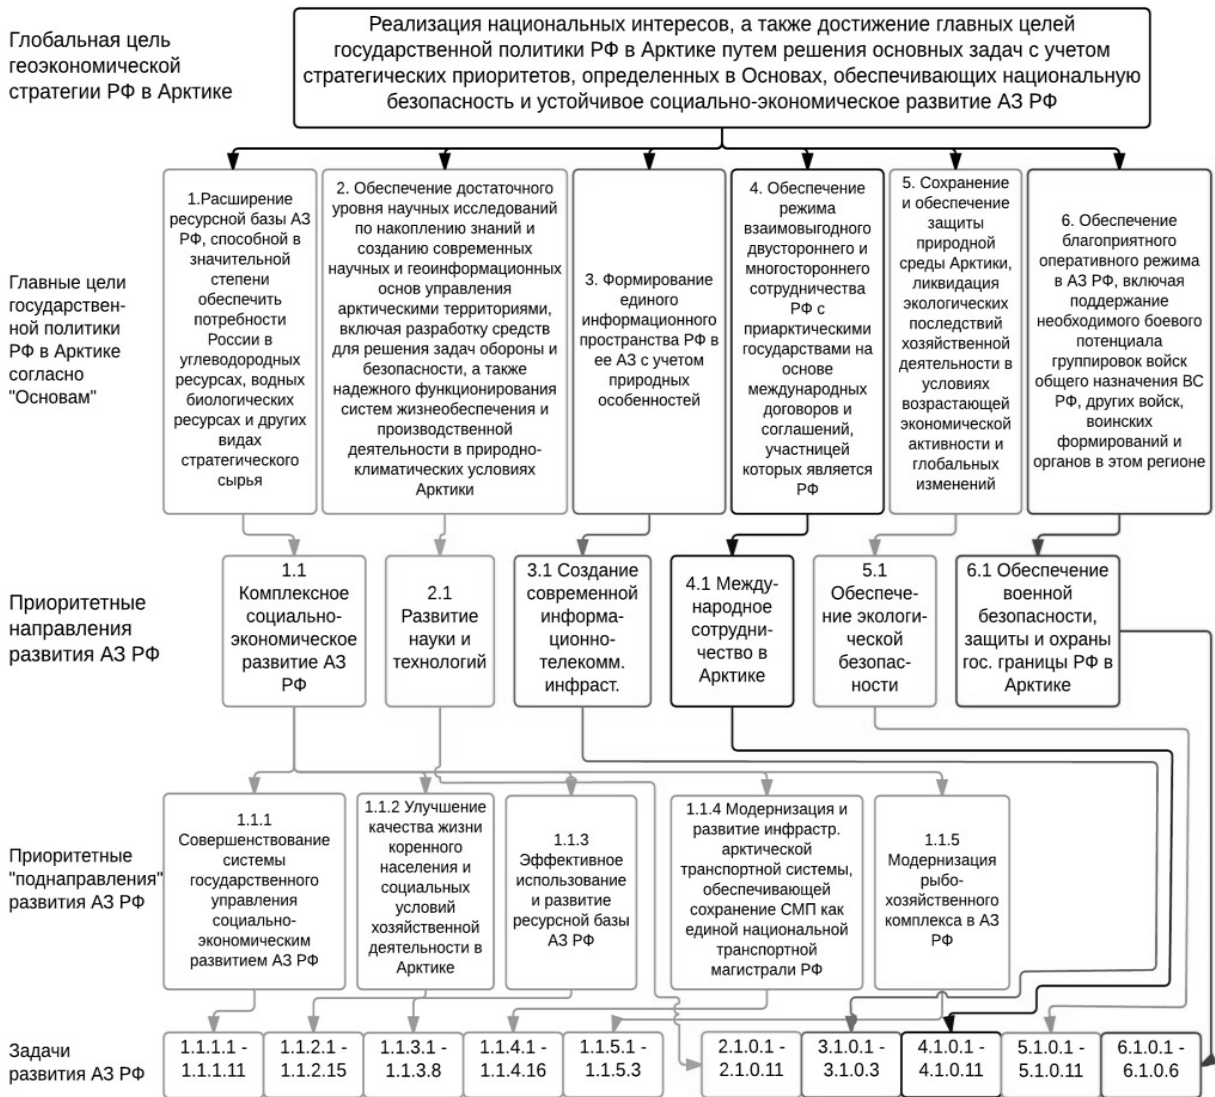 Глобальная цель
геоэкономической
стратегии РФ в Арктике
Реализация национальных интересов, а также достижение главных целей
государственной политики РФ в Арктике путем решения основных задач с учетом
стратегических приоритетов, определенных в Основах, обеспечивающих национальную
безопасность и устойчивое социально-экономическое развитие АЗ РФ
Главные цели
государствен-
ной политики
РФ в Арктике
согласно
"Основам"
1.Расширение
ресурсной базы АЗ
РФ, способной в
значительной
степени
обеспечить
потребности
России в
углеводородных
ресурсах, водных
биологических
ресурсах и других
видах
стратегического
сырья
2. Обеспечение достаточного
уровня научных исследований
по накоплению знаний и
созданию современных
научных и геоинформационных
основ управления
арктическими территориями,
включая разработку средств
для решения задач обороны и
безопасности, а также
надежного функционирования
систем жизнеобеспечения и
производственной
деятельности в природно-
климатических условиях
Арктики
3. Формирование
единого
информационного
пространства РФ в
ее АЗ с учетом
природных
особенностей
4. Обеспечение
режима
взаимовыгодного
двустороннего и
многостороннего
сотрудничества
РФ с
приарктическими
государствами на
основе
международных
договоров и
соглашений,
участницей
которых является
РФ
5. Сохранение
и обеспечение
защиты
природной
среды Арктики,
ликвидация
экологических
последствий
хозяйственной
деятельности в
условиях
возрастающей
экономической
активности и
глобальных
изменений
6. Обеспечение
благоприятного
оперативного режима
в АЗ РФ, включая
поддержание
необходимого боевого
потенциала
группировок войск
общего назначения ВС
РФ, других войск,
воинских
формирований и
органов в этом регионе
Приоритетные
направления
развития АЗ РФ
1.1
Комплексное
социально-
экономическое
развитие АЗ
РФ
2.1
Развитие
науки и
технологий
3.1 Создание
современной
информа-
ционно-
телекомм.
инфраст.
4.1 Между-
народное
сотрудни-
чество в
Арктике
5.1
Обеспече-
ние экологи-
ческой
безопас-
ности
6.1 Обеспечение
военной
безопасности,
защиты и охраны
гос. границы РФ в
Арктике
Приоритетные
"поднаправления"
развития АЗ РФ
1.1.1
Совершенствование
системы
государственного
управления
социально-
экономическим
развитием АЗ РФ
1.1.2 Улучшение
качества жизни
коренного
населения и
социальных
условий
хозяйственной
деятельности в
Арктике
1.1.3
Эффективное
использование
и развитие
ресурсной базы
АЗ РФ
1.1.4 Модернизация и
развитие инфрастр.
арктической
транспортной системы,
обеспечивающей
сохранение СМП как
единой национальной
транспортной
магистрали РФ
1.1.5
Модернизация
рыбо-
хозяйственного
комплекса в АЗ
РФ
Задачи
развития АЗ РФ
1.1.1.1 -
1.1.1.11
1.1.2.1 -
1.1.2.15
1.1.3.1 -
1.1.3.8
1.1.4.1 -
1.1.4.16
1.1.5.1 -
1.1.5.3
2.1.0.1 -
2.1.0.11
3.1.0.1 -
3.1.0.3
4.1.0.1 -
4.1.0.11
5.1.0.1 -
5.1.0.11
6.1.0.1 -
6.1.0.6